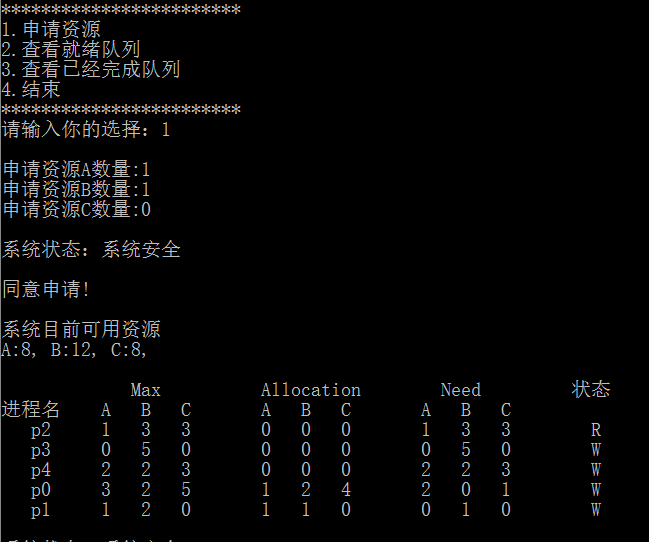 ************************
1.申请资源
2.查看就绪队列
3.查看已经完成队列
4.结束
************************
请输入你的选择：1
申请资源A数量:1
申请资源B数量:1
申请资源C数量:0
系统状态：系统安全
同意申请!
系统目前可用资源
A:8, B:12, C:8,
Max Allocation Need 状态
进程名 A B C A B C A B C
p2 1 3 3 0 0 0 1 3 3 R
p3 0 5 0 0 0 0 0 5 0 W
p4 2 2 3 0 0 0 2 2 3 W
p0 3 2 5 1 2 4 2 0 1 W
p1 1 2 0 1 1 0 0 1 0 W